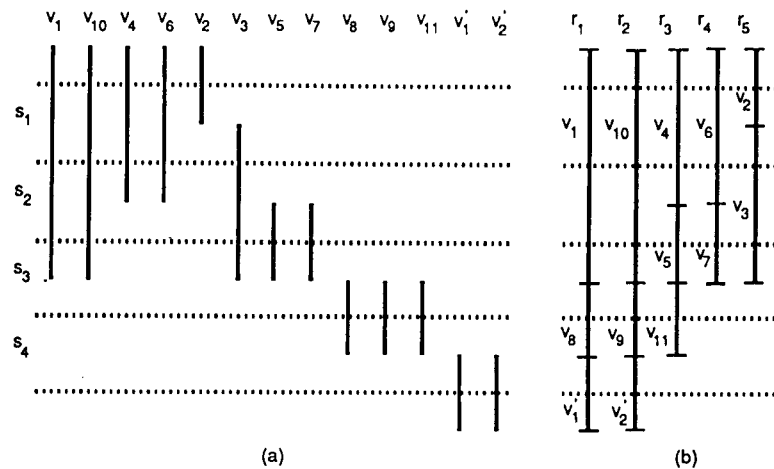 v₁ v₁₀ v₄ v₆ v₂ v₃ v₅ v₇ v₈ v₉ v₁₁ v₁' v₂'
r₁ r₂ r₃ r₄ r₅
s₁
s₂
s₃
s₄
v₂
v₁ v₁₀ v₄ v₆
v₃
v₅ v₇
v₈ v₉ v₁₁
v₁' v₂'
(a) (b)